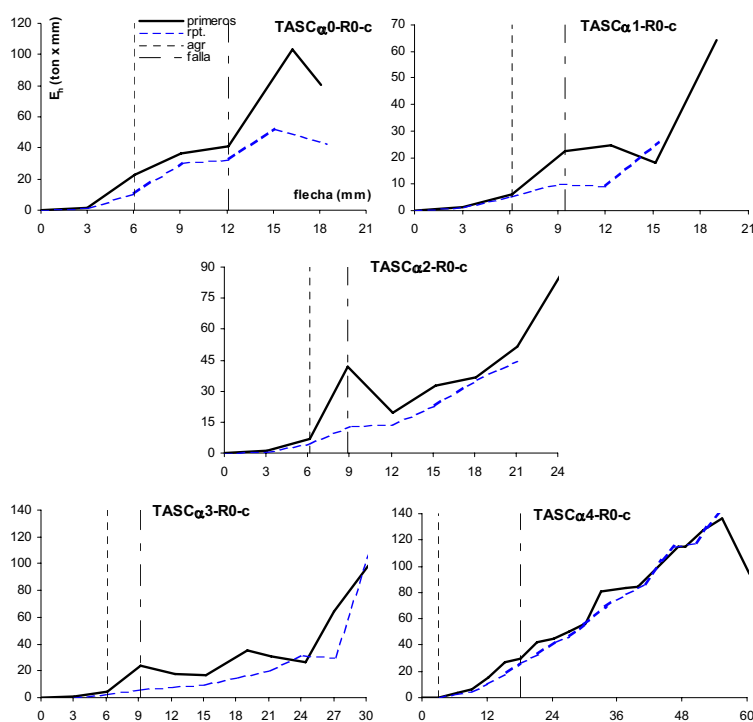 120
100
80
60
40
20
0
E_h (ton x mm)
primeros
rpt.
agr
falla
TASCα0-R0-c
flecha (mm)
0 3 6 9 12 15 18 21
70
60
50
40
30
20
10
0
TASCα1-R0-c
0 3 6 9 12 15 18 21
90
75
60
45
30
15
0
TASCα2-R0-c
0 3 6 9 12 15 18 21 24
140
120
100
80
60
40
20
0
TASCα3-R0-c
0 3 6 9 12 15 18 21 24 27 30
140
120
100
80
60
40
20
0
TASCα4-R0-c
0 12 24 36 48 60